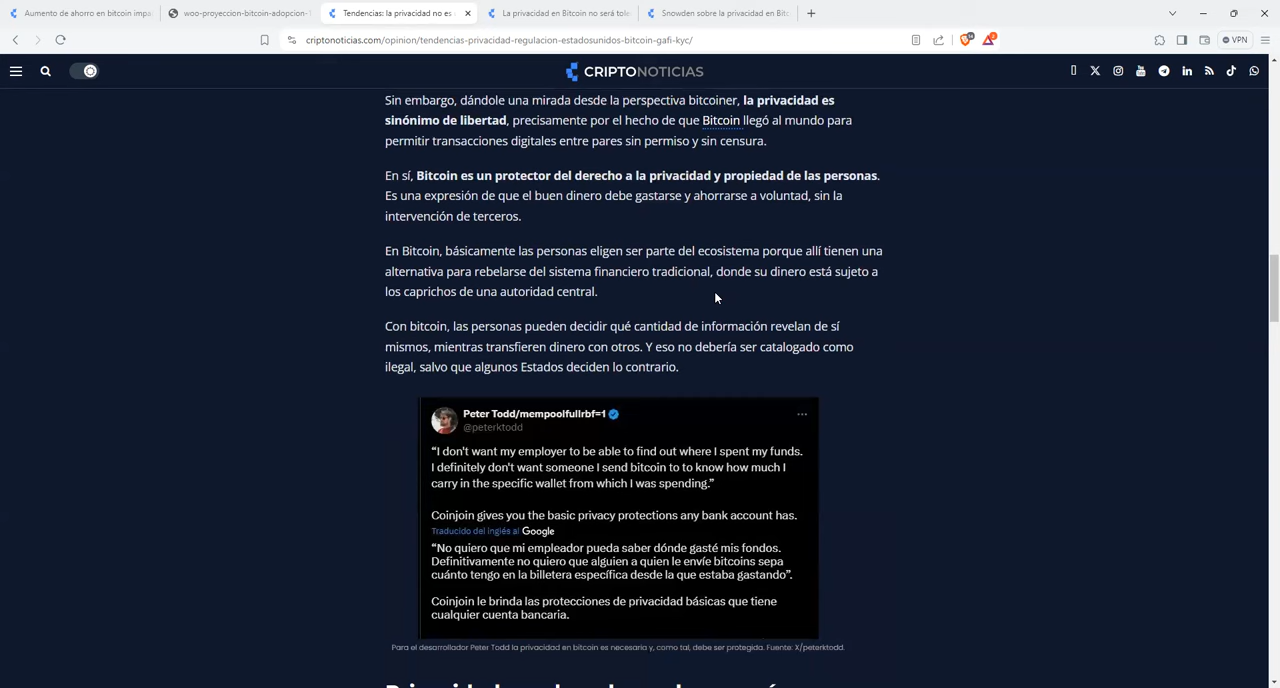 Aumento de ahorro en bitcoin impa
woo-proyeccion-bitcoin-adopcion-1
Tendencias: la privacidad no es
La privacidad en Bitcoin no será tole
Snowden sobre la privacidad en Bit
criptonoticias.com/opinion/tendencias-privacidad-regulacion-estadosunidos-bitcoin-gafi-kyc/
VPN
CRIPTONOTICIAS
Sin embargo, dándole una mirada desde la perspectiva bitcoiner, la privacidad es
sinónimo de libertad, precisamente por el hecho de que Bitcoin llegó al mundo para
permitir transacciones digitales entre pares sin permiso y sin censura.
En sí, Bitcoin es un protector del derecho a la privacidad y propiedad de las personas.
Es una expresión de que el buen dinero debe gastarse y ahorrarse a voluntad, sin la
intervención de terceros.
En Bitcoin, básicamente las personas eligen ser parte del ecosistema porque allí tienen una
alternativa para rebelarse del sistema financiero tradicional, donde su dinero está sujeto a
los caprichos de una autoridad central.
Con bitcoin, las personas pueden decidir qué cantidad de información revelan de sí
mismos, mientras transfieren dinero con otros. Y eso no debería ser catalogado como
ilegal, salvo que algunos Estados deciden lo contrario.
Peter Todd/mempoolfullrbf=1
@peterktodd
“I don't want my employer to be able to find out where I spent my funds.
I definitely don't want someone I send bitcoin to to know how much I
carry in the specific wallet from which I was spending.”
Coinjoin gives you the basic privacy protections any bank account has.
Traducido del inglés al Google
“No quiero que mi empleador pueda saber dónde gasté mis fondos.
Definitivamente no quiero que alguien a quien le envíe bitcoins sepa
cuánto tengo en la billetera específica desde la que estaba gastando”.
Coinjoin le brinda las protecciones de privacidad básicas que tiene
cualquier cuenta bancaria.
Para el desarrollador Peter Todd la privacidad en bitcoin es necesaria y, como tal, debe ser protegida. Fuente: X/peterktodd.